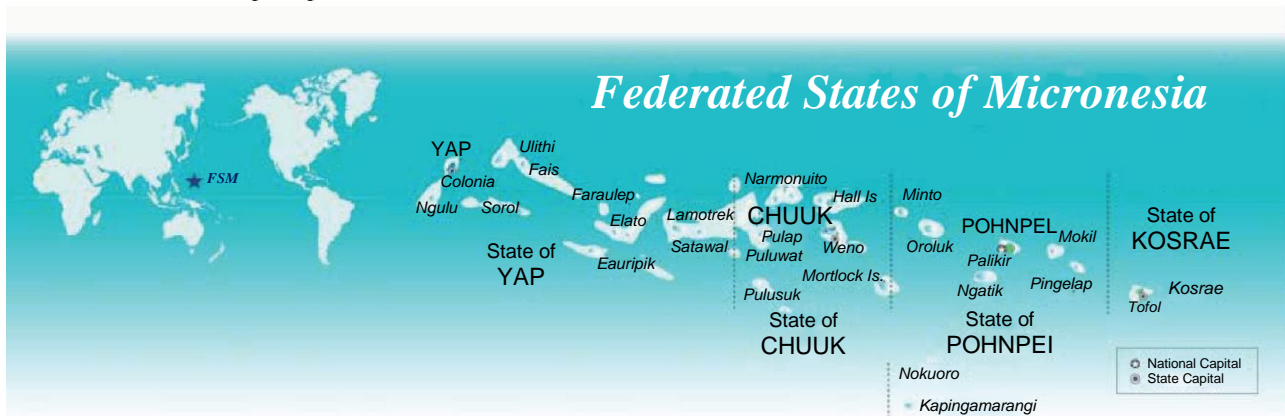 Federated States of Micronesia
FSM
YAP
Colonia
Ngulu
Sorol
Ulithi
Fais
Faraulep
Elato
Lamotrek
Satawal
Eauripik
State of
YAP
Narmonuito
Hall Is
CHUUK
Pulap
Weno
Puluwat
Mortlock Is.
Pulusuk
State of
CHUUK
Minto
Oroluk
POHNPEL
Palikir
Mokil
Ngatik
Pingelap
State of
POHNPEI
Nokuoro
Kapingamarangi
State of
KOSRAE
Kosrae
Tofol
National Capital
State Capital